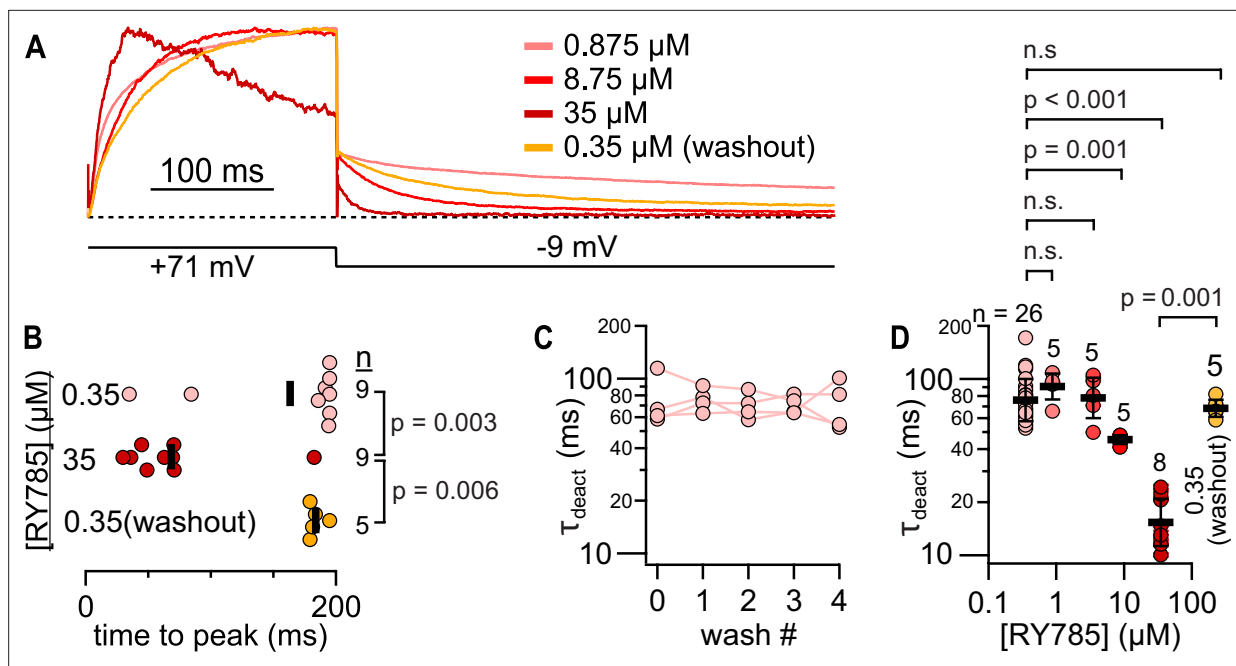 A
0.875 µM
8.75 µM
35 µM
0.35 µM (washout)
100 ms
+71 mV
-9 mV
B
[RY785] (µM)
0.35
35
0.35(washout)
n
9
9
5
p = 0.003
p = 0.006
0
200
time to peak (ms)
C
τdeact (ms)
200
100
80
60
40
20
10
0 1 2 3 4
wash #
n.s
p < 0.001
p = 0.001
n.s.
n.s.
p = 0.001
D
τdeact (ms)
200
100
80
60
40
20
10
n = 26
5
5
5
8
5
0.35
(washout)
0.1 1 10 100
[RY785] (µM)